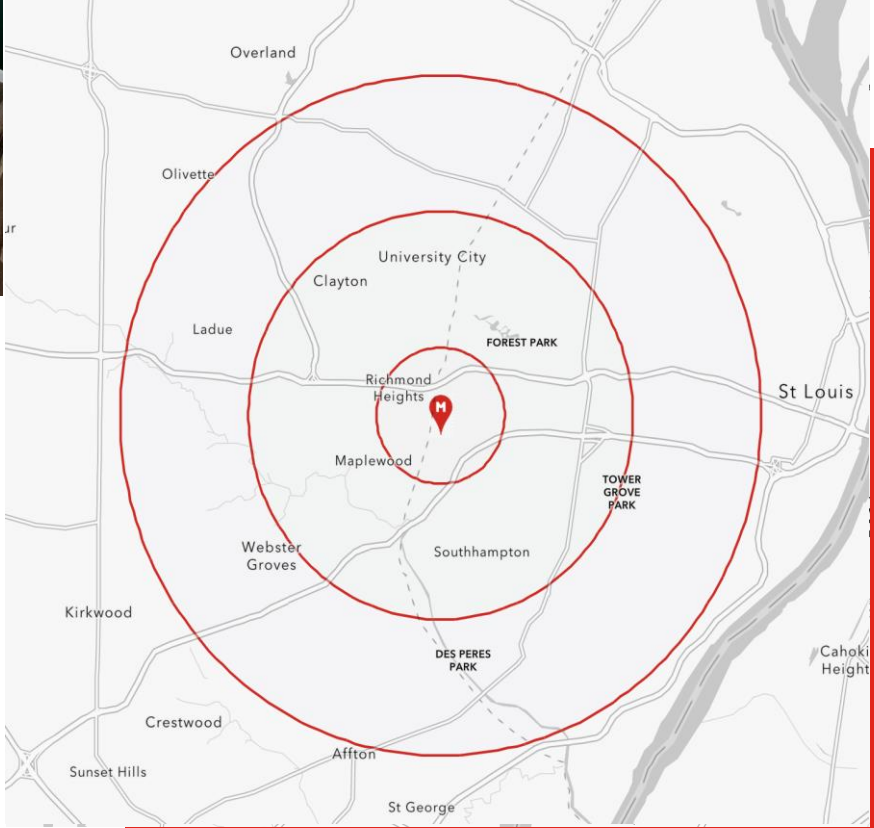 Overland
Olivette
ur
University City
Clayton
Ladue
FOREST PARK
Richmond
Heights
M
St Louis
Maplewood
TOWER
GROVE
PARK
Webster
Groves
Southhampton
Kirkwood
DES PERES
PARK
Cahoki
Height
Crestwood
Affton
Sunset Hills
St George